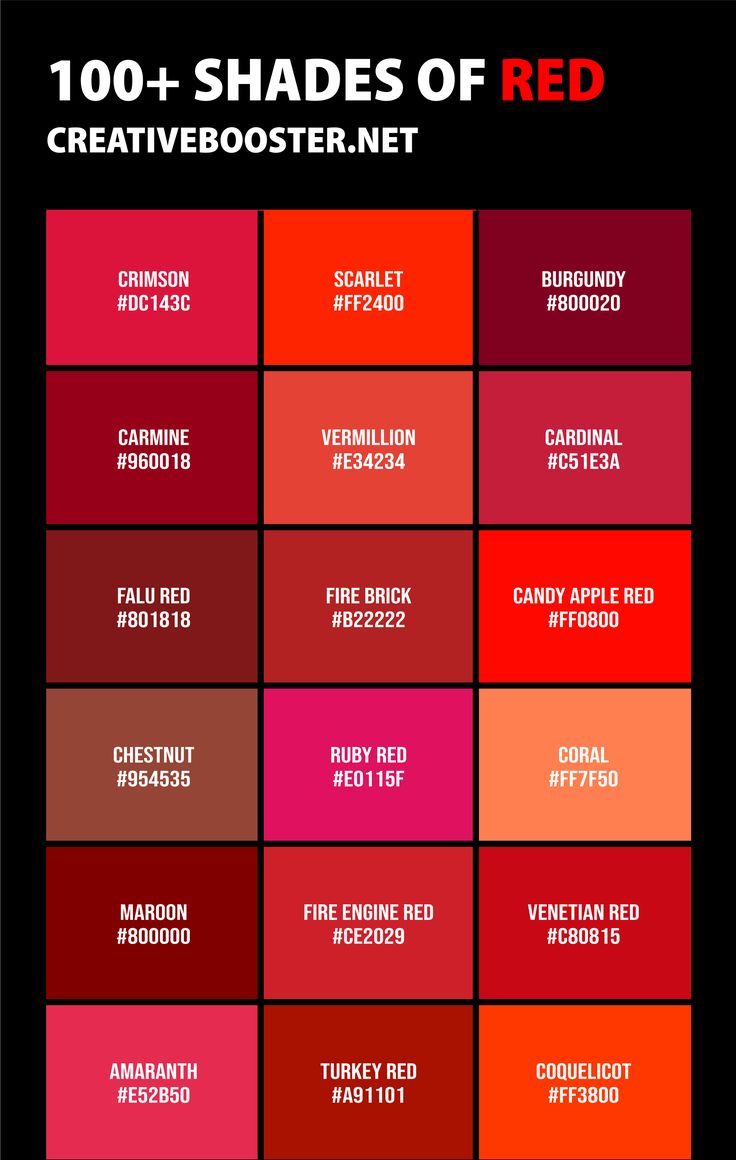 100+ SHADES OF RED
CREATIVEBOOSTER.NET
CRIMSON
#DC143C
SCARLET
#FF2400
BURGUNDY
#800020
CARMINE
#960018
VERMILLION
#E34234
CARDINAL
#C51E3A
FALU RED
#801818
FIRE BRICK
#B22222
CANDY APPLE RED
#FF0800
CHESTNUT
#954535
RUBY RED
#E0115F
CORAL
#FF7F50
MAROON
#800000
FIRE ENGINE RED
#CE2029
VENETIAN RED
#C80815
AMARANTH
#E52B50
TURKEY RED
#A91101
COQUELICOT
#FF3800